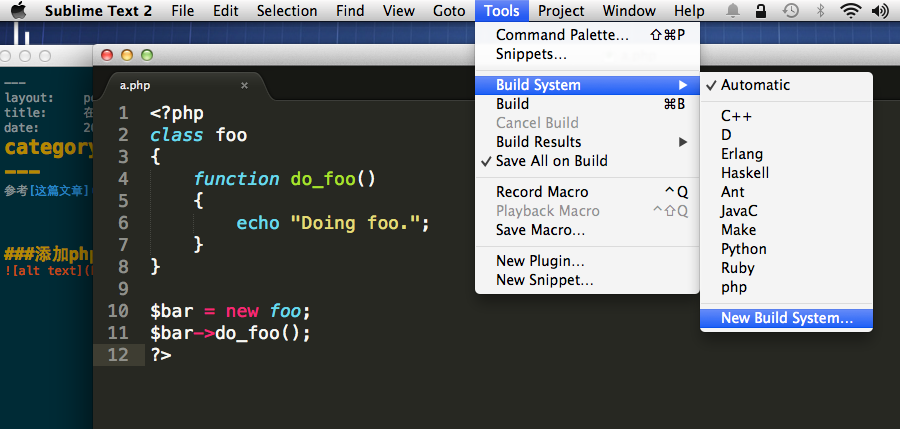 Sublime Text 2 File Edit Selection Find View Goto Tools Project Window Help
a.php
1 <?php
2 class foo
3 {
4 function do_foo()
5 {
6 echo "Doing foo.";
7 }
8 }
9
10 $bar = new foo;
11 $bar->do_foo();
12 ?>
---
layout:
title: 在
date: 20
category
---
参考[这篇文章]
###添加php
![alt text](
Command Palette... ⇧⌘P
Snippets...
Build System
Build ⌘B
Cancel Build
Build Results
Save All on Build
Record Macro ^Q
Playback Macro ^⇧Q
Save Macro...
New Plugin...
New Snippet...
Automatic
C++
D
Erlang
Haskell
Ant
JavaC
Make
Python
Ruby
php
New Build System...